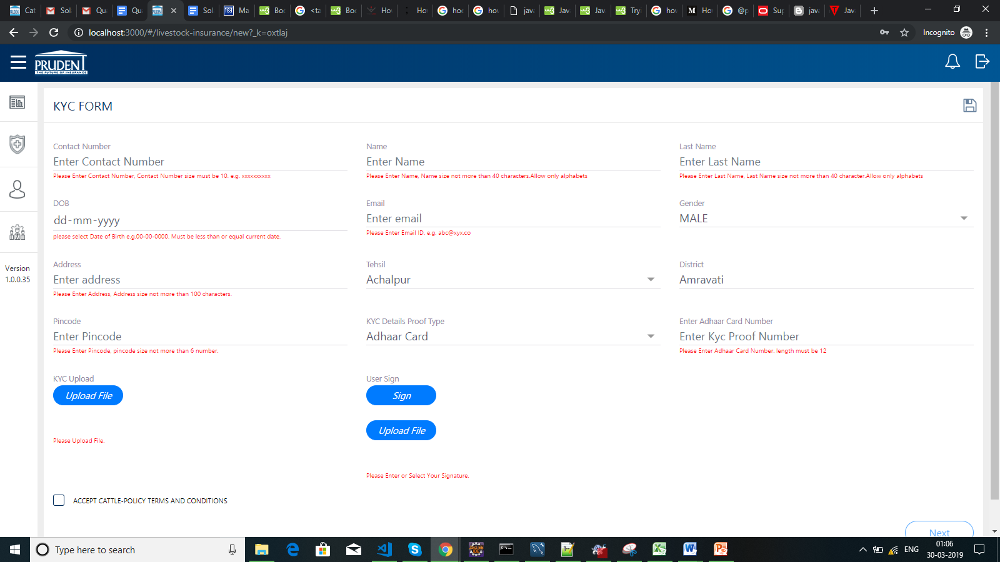 Cat
Sol
Qu
Qu
Sol
Ma
Boo
<ta
Boo
Ho
Ho
hoe
hov
java
Java
Jav
Tryi
hov
Ho
@p
Sup
java
Jav
localhost:3000/#/livestock-insurance/new?_k=oxtlaj
Incognito
PRUDENT
THE FUTURE OF INSURANCE
KYC FORM
Contact Number
Name
Last Name
Enter Contact Number
Enter Name
Enter Last Name
Please Enter Contact Number, Contact Number size must be 10. e.g. xxxxxxxxxx
Please Enter Name, Name size not more than 40 characters.Allow only alphabets
Please Enter Last Name, Last Name size not more than 40 character.Allow only alphabets
DOB
Email
Gender
dd-mm-yyyy
Enter email
MALE
please select Date of Birth e.g.00-00-0000. Must be less than or equal current date.
Please Enter Email ID. e.g. abc@xyx.co
Address
Tehsil
District
Enter address
Achalpur
Amravati
Please Enter Address, Address size not more than 100 characters.
Pincode
KYC Details Proof Type
Enter Adhaar Card Number
Enter Pincode
Adhaar Card
Enter Kyc Proof Number
Please Enter Pincode, pincode size not more than 6 number.
Please Enter Adhaar Card Number, length must be 12
KYC Upload
User Sign
Upload File
Sign
Upload File
Please Upload File.
Please Enter or Select Your Signature.
ACCEPT CATTLE-POLICY TERMS AND CONDITIONS
Next
Version
1.0.0.35
Type here to search
ENG
01:06
30-03-2019